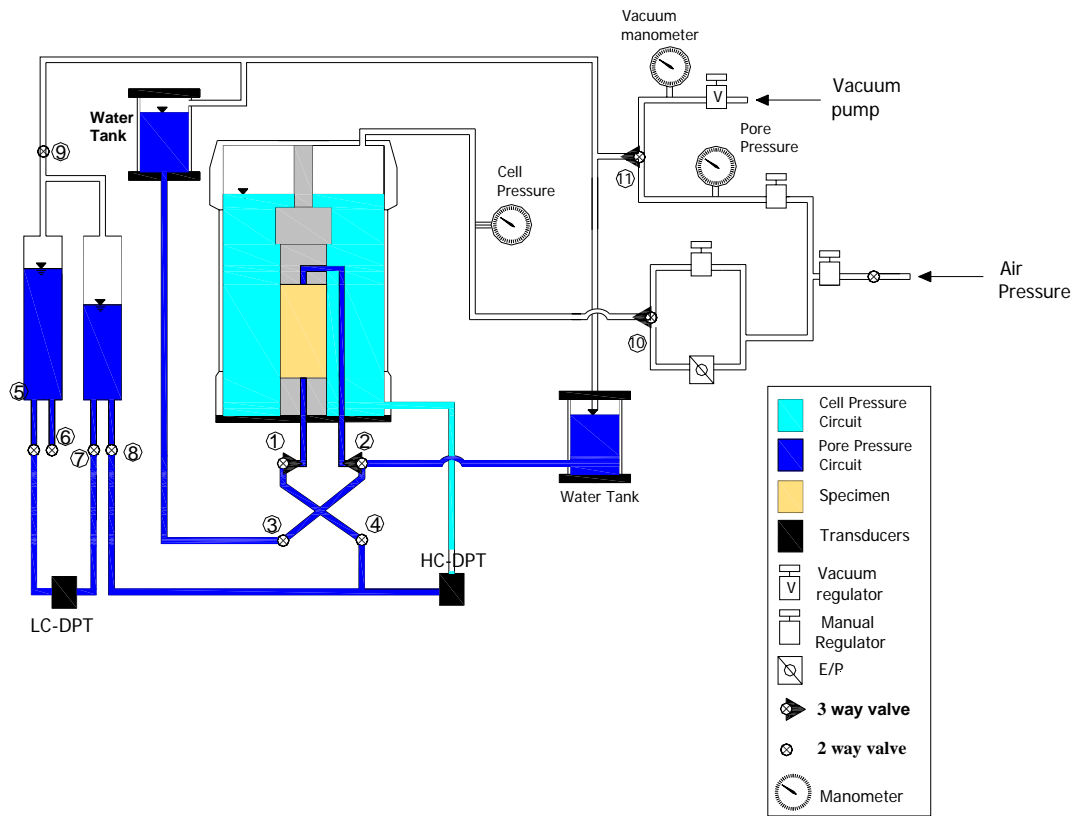 Vacuum
manometer
V
Vacuum
pump
Water
Tank
Pore
Pressure
9
Cell
Pressure
11
Air
Pressure
10
5
6
7
8
1
2
3
4
Water Tank
HC-DPT
LC-DPT
Cell Pressure
Circuit
Pore Pressure
Circuit
Specimen
Transducers
V
Vacuum
regulator
Manual
Regulator
E/P
3 way valve
2 way valve
Manometer